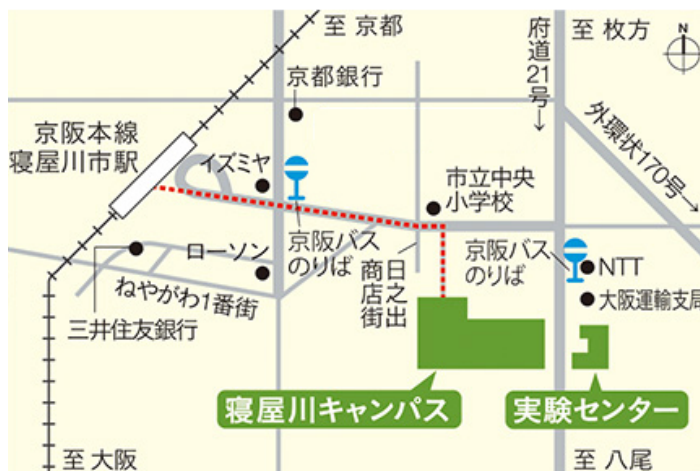 至 京都
府道21号→
至 枚方
N
京都銀行
外環状170号→
京阪本線
寝屋川市駅
イズミヤ
市立中央
小学校
京阪バス
のりば
京阪バス
のりば
ローソン
日之出
商店街
NTT
大阪運輸支局
ねやがわ1番街
三井住友銀行
寝屋川キャンパス
実験センター
至 大阪
至 八尾